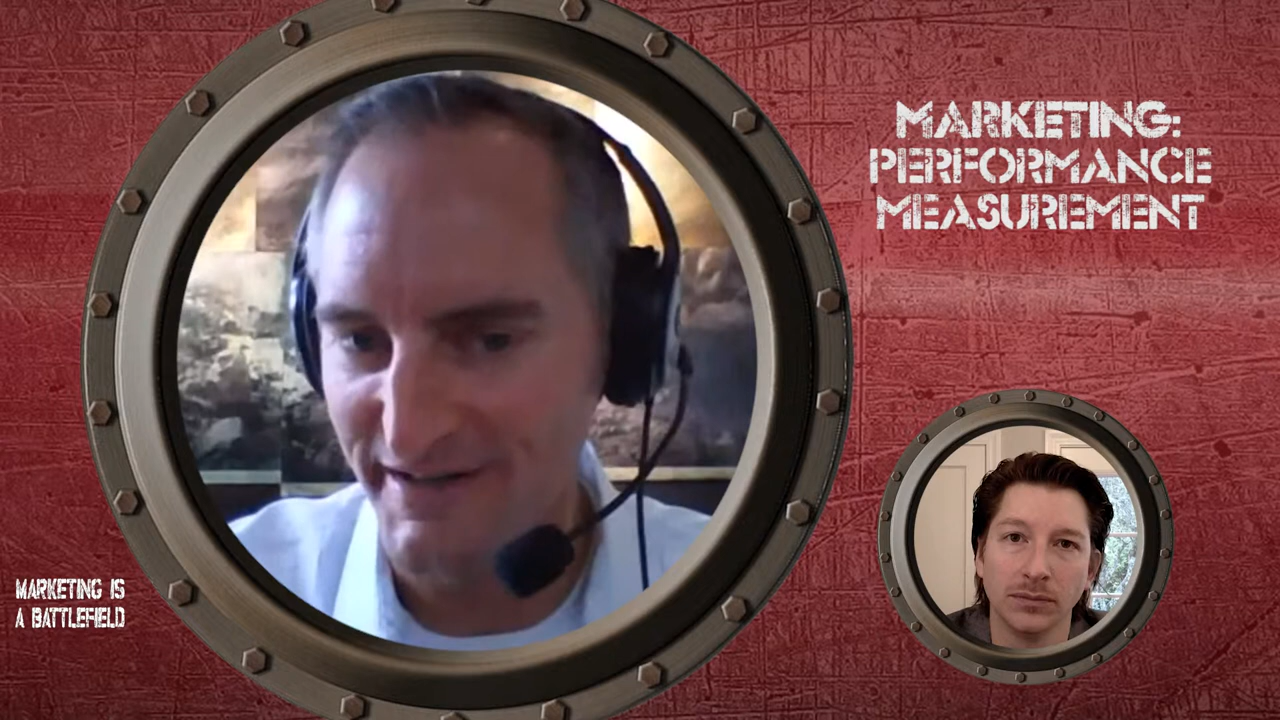 MARKETING:
PERFORMANCE
MEASUREMENT
MARKETING IS
A BATTLEFIELD